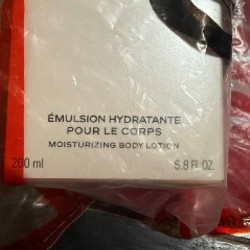 ÉMULSION HYDRATANTE
POUR LE CORPS
MOISTURIZING BODY LOTION
200 ml 6.8 FL. OZ.